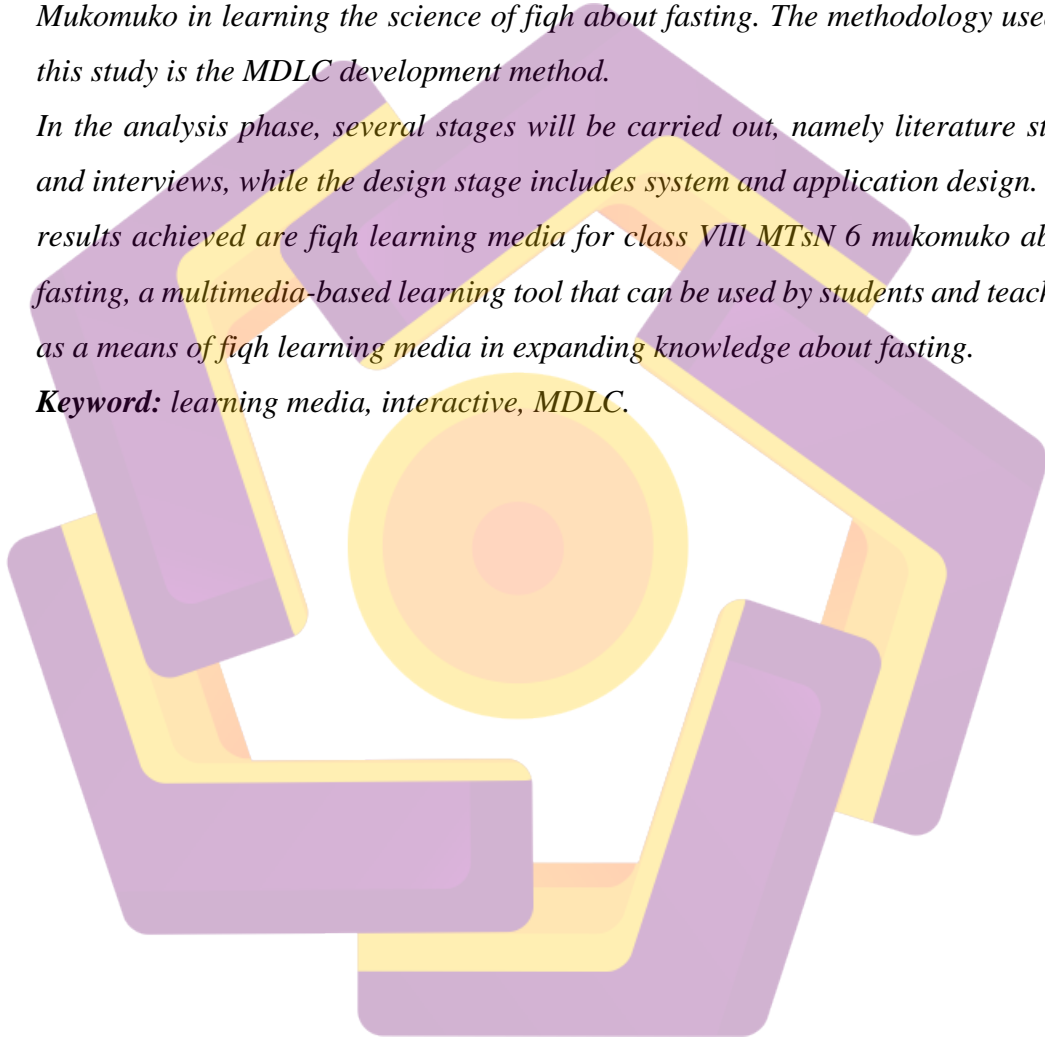 Mukomuko in learning the science of fiqh about fasting. The methodology used
this study is the MDLC development method.
In the analysis phase, several stages will be carried out, namely literature st
and interviews, while the design stage includes system and application design.
results achieved are fiqh learning media for class VlIl MTsN 6 mukomuko ab
fasting, a multimedia-based learning tool that can be used by students and teach
as a means of fiqh learning media in expanding knowledge about fasting.
Keyword: learning media, interactive, MDLC.